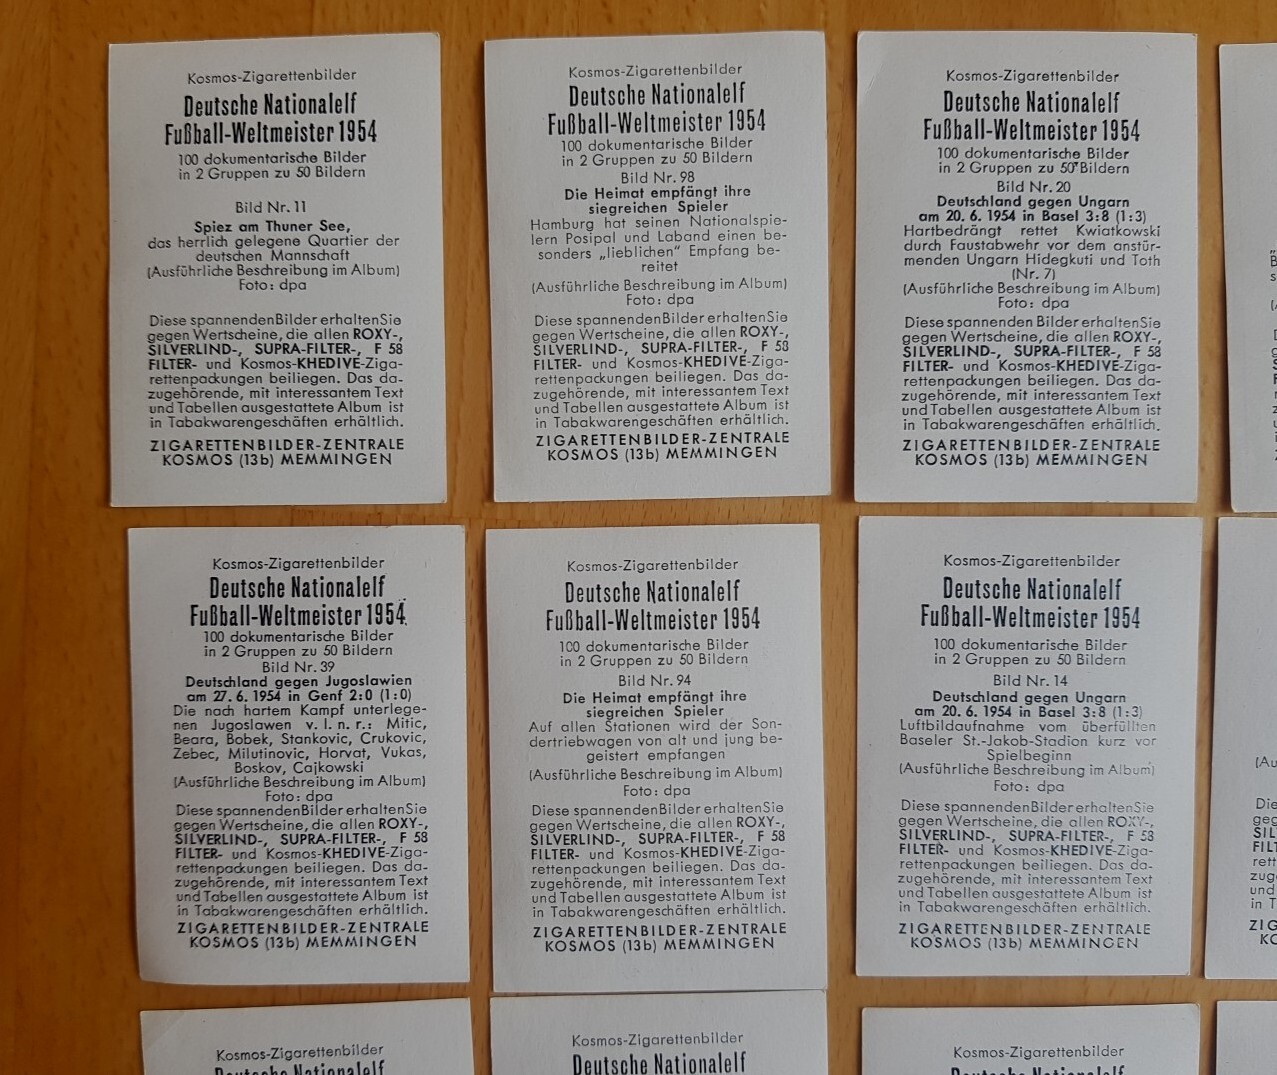 Kosmos-Zigarettenbilder
Deutsche Nationalelf
Fußball-Weltmeister 1954
100 dokumentarische Bilder
in 2 Gruppen zu 50 Bildern
Bild Nr. 11
Spiez am Thuner See,
das herrlich gelegene Quartier der
deutschen Mannschaft
(Ausführliche Beschreibung im Album)
Foto: dpa
Diese spannenden Bilder erhalten Sie
gegen Wertscheine, die allen ROXY-,
SILVERLIND-, SUPRA-FILTER-, F 58
FILTER- und Kosmos-KHEDIVE-Ziga-
rettenpackungen beiliegen. Das da-
zugehörende, mit interessantem Text
und Tabellen ausgestattete Album ist
in Tabakwarengeschäften erhältlich.
ZIGARETTENBILDER-ZENTRALE
KOSMOS (13b) MEMMINGEN
Kosmos-Zigarettenbilder
Deutsche Nationalelf
Fußball-Weltmeister 1954
100 dokumentarische Bilder
in 2 Gruppen zu 50 Bildern
Bild Nr. 98
Die Heimat empfängt ihre
siegreichen Spieler
Hamburg hat seinen Nationalspie-
lern Posipal und Laband einen be-
sonders „lieblichen" Empfang be-
reitet
(Ausführliche Beschreibung im Album)
Foto: dpa
Diese spannenden Bilder erhalten Sie
gegen Wertscheine, die allen ROXY-,
SILVERLIND-, SUPRA-FILTER-, F 58
FILTER- und Kosmos-KHEDIVE-Ziga-
rettenpackungen beiliegen. Das da-
zugehörende, mit interessantem Text
und Tabellen ausgestattete Album ist
in Tabakwarengeschäften erhältlich.
ZIGARETTENBILDER-ZENTRALE
KOSMOS (13b) MEMMINGEN
Kosmos-Zigarettenbilder
Deutsche Nationalelf
Fußball-Weltmeister 1954
100 dokumentarische Bilder
in 2 Gruppen zu 50 Bildern
Bild Nr. 20
Deutschland gegen Ungarn
am 20. 6. 1954 in Basel 3:8 (1:3)
Hartbedrängt rettet Kwiatkowski
durch Faustabwehr vor dem anstür-
menden Ungarn Hidegkuti und Toth
(Nr. 7)
(Ausführliche Beschreibung im Album)
Foto: dpa
Diese spannenden Bilder erhalten Sie
gegen Wertscheine, die allen ROXY-,
SILVERLIND-, SUPRA-FILTER-, F 58
FILTER- und Kosmos-KHEDIVE-Ziga-
rettenpackungen beiliegen. Das da-
zugehörende, mit interessantem Text
und Tabellen ausgestattete Album ist
in Tabakwarengeschäften erhältlich.
ZIGARETTENBILDER-ZENTRALE
KOSMOS (13b) MEMMINGEN
Kosmos-Zigarettenbilder
Deutsche Nationalelf
Fußball-Weltmeister 1954
100 dokumentarische Bilder
in 2 Gruppen zu 50 Bildern
Bild Nr. 39
Deutschland gegen Jugoslawien
am 27. 6. 1954 in Genf 2:0 (1:0)
Die nach hartem Kampf unterlege-
nen Jugoslawen v. l. n. r.: Mitic,
Beara, Bobek, Stankovic, Crukovic,
Zebec, Milutinovic, Horvat, Vukas,
Boskov, Cajkowski
(Ausführliche Beschreibung im Album)
Foto: dpa
Diese spannenden Bilder erhalten Sie
gegen Wertscheine, die allen ROXY-,
SILVERLIND-, SUPRA-FILTER-, F 58
FILTER- und Kosmos-KHEDIVE-Ziga-
rettenpackungen beiliegen. Das da-
zugehörende, mit interessantem Text
und Tabellen ausgestattete Album ist
in Tabakwarengeschäften erhältlich.
ZIGARETTENBILDER-ZENTRALE
KOSMOS (13b) MEMMINGEN
Kosmos-Zigarettenbilder
Deutsche Nationalelf
Fußball-Weltmeister 1954
100 dokumentarische Bilder
in 2 Gruppen zu 50 Bildern
Bild Nr. 94
Die Heimat empfängt ihre
siegreichen Spieler
Auf allen Stationen wird der Son-
dertriebwagen von alt und jung be-
geistert empfangen
(Ausführliche Beschreibung im Album)
Foto: dpa
Diese spannenden Bilder erhalten Sie
gegen Wertscheine, die allen ROXY-,
SILVERLIND-, SUPRA-FILTER-, F 58
FILTER- und Kosmos-KHEDIVE-Ziga-
rettenpackungen beiliegen. Das da-
zugehörende, mit interessantem Text
und Tabellen ausgestattete Album ist
in Tabakwarengeschäften erhältlich.
ZIGARETTENBILDER-ZENTRALE
KOSMOS (13b) MEMMINGEN
Kosmos-Zigarettenbilder
Deutsche Nationalelf
Fußball-Weltmeister 1954
100 dokumentarische Bilder
in 2 Gruppen zu 50 Bildern
Bild Nr. 14
Deutschland gegen Ungarn
am 20. 6. 1954 in Basel 3:8 (1:3)
Luftbildaufnahme vom überfüllten
Baseler St.-Jakob-Stadion kurz vor
Spielbeginn
(Ausführliche Beschreibung im Album)
Foto: dpa
Diese spannenden Bilder erhalten Sie
gegen Wertscheine, die allen ROXY-,
SILVERLIND-, SUPRA-FILTER-, F 58
FILTER- und Kosmos-KHEDIVE-Ziga-
rettenpackungen beiliegen. Das da-
zugehörende, mit interessantem Text
und Tabellen ausgestattete Album ist
in Tabakwarengeschäften erhältlich.
ZIGARETTENBILDER-ZENTRALE
KOSMOS (13b) MEMMINGEN
Kosmos-Zigarettenbilder
Deutsche Nationalelf
Kosmos-Zigarettenbilder
Deutsche Nationalelf
Kosmos-Zigarettenbilder
Deutsche Nationalelf